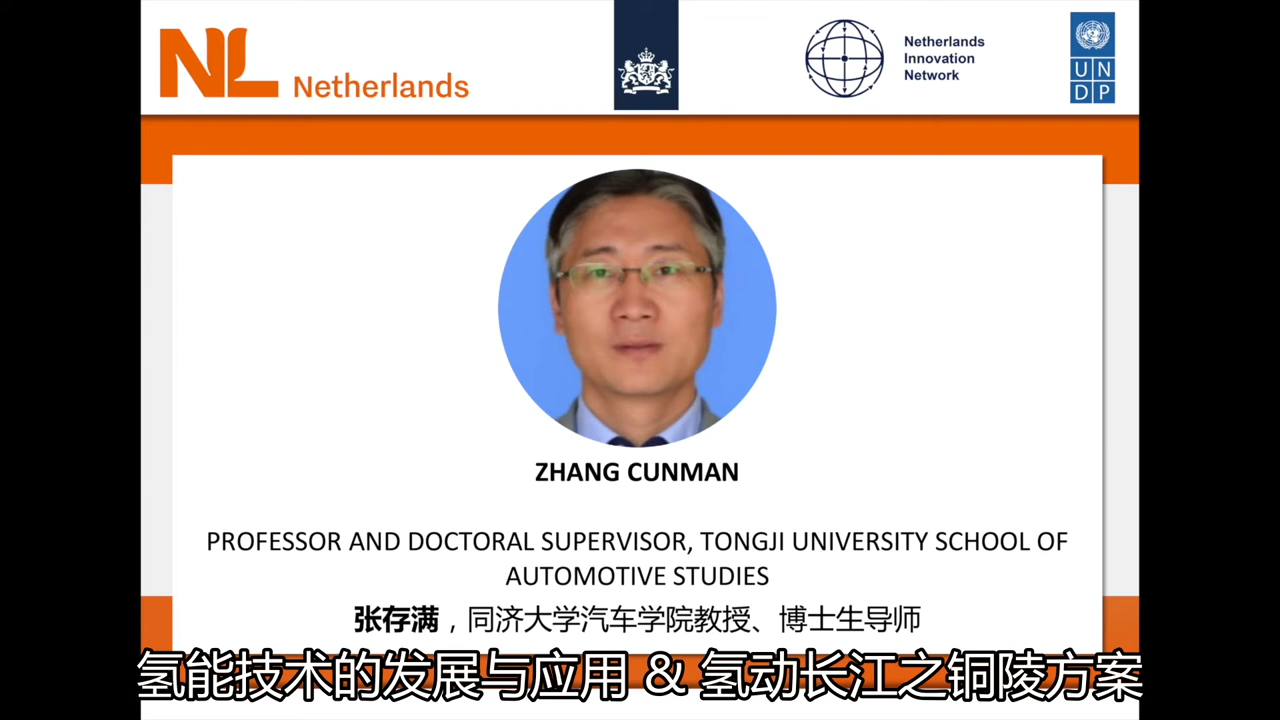 NL Netherlands
Netherlands
Innovation
Network
UN
DP
ZHANG CUNMAN
PROFESSOR AND DOCTORAL SUPERVISOR, TONGJI UNIVERSITY SCHOOL OF
AUTOMOTIVE STUDIES
张存满，同济大学汽车学院教授、博士生导师
氢能技术的发展与应用 & 氢动长江之铜陵方案